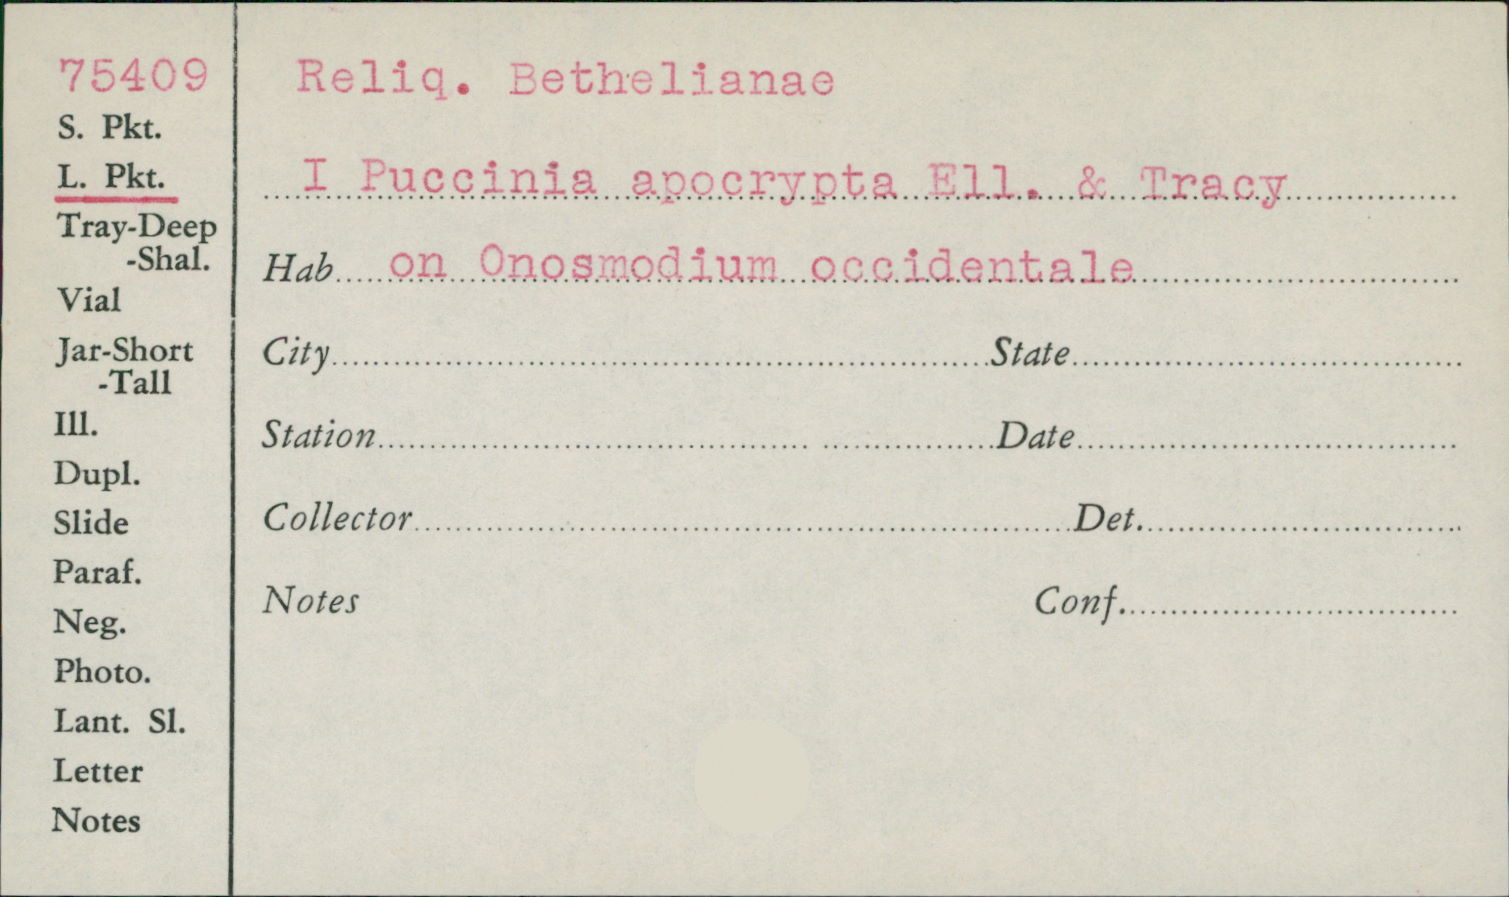 75409
S. Pkt.
L. Pkt.
Tray-Deep
-Shal.
Vial
Jar-Short
-Tall
Ill.
Dupl.
Slide
Paraf.
Neg.
Photo.
Lant. Sl.
Letter
Notes
Reliq. Bethelianae
I Puccinia apocrypta Ell. & Tracy
Hab. on Onosmodium occidentale
City State
Station Date
Collector Det.
Notes Conf.